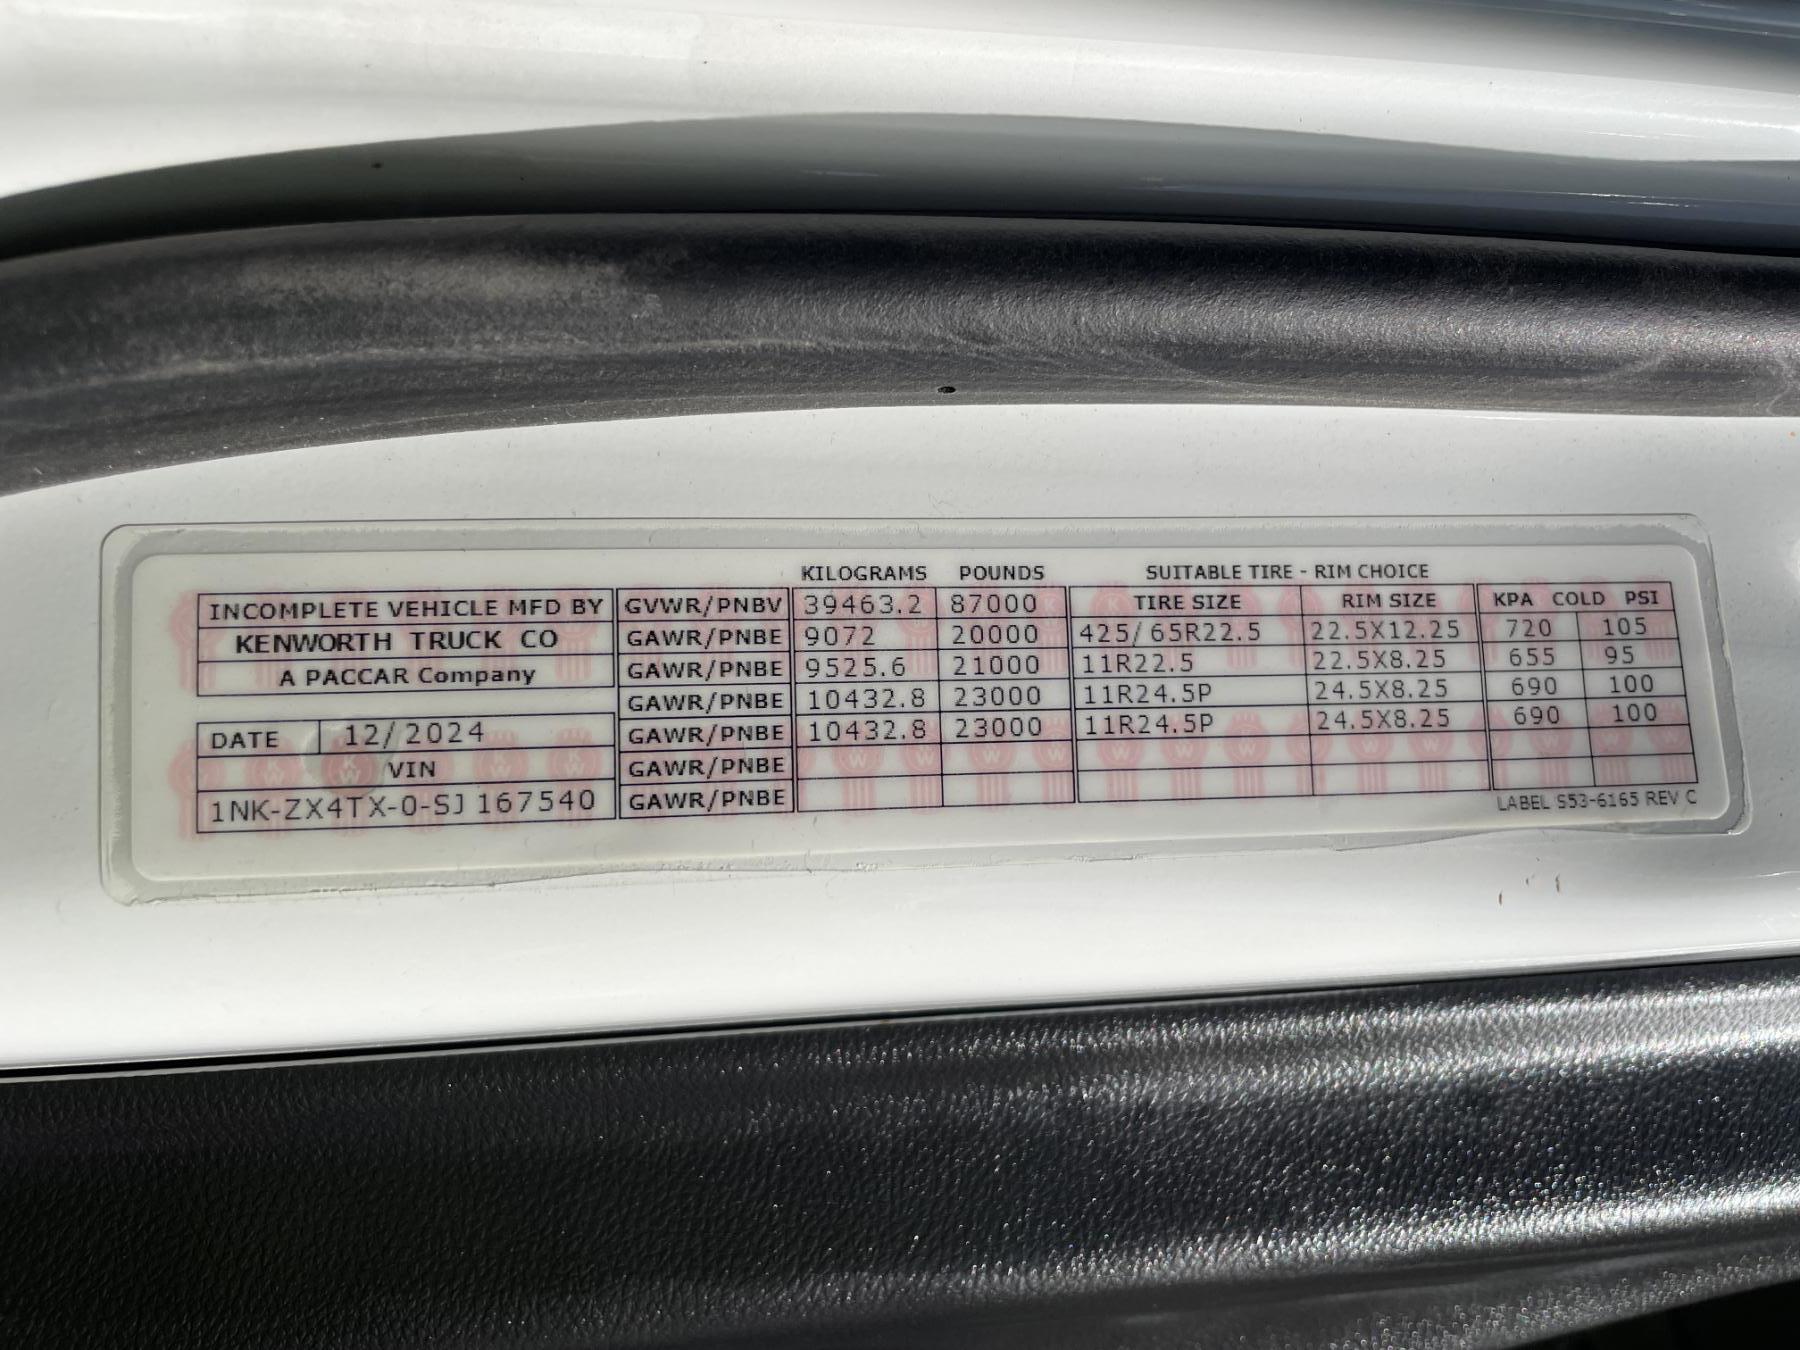 KILOGRAMS POUNDS SUITABLE TIRE - RIM CHOICE
INCOMPLETE VEHICLE MFD BY GVWR/PNBV 39463.2 87000 TIRE SIZE RIM SIZE KPA COLD PSI
KENWORTH TRUCK CO GAWR/PNBE 9072 20000 425/65R22.5 22.5X12.25 720 105
A PACCAR Company GAWR/PNBE 9525.6 21000 11R22.5 22.5X8.25 655 95
GAWR/PNBE 10432.8 23000 11R24.5P 24.5X8.25 690 100
DATE 12/2024 GAWR/PNBE 10432.8 23000 11R24.5P 24.5X8.25 690 100
VIN GAWR/PNBE
1NK-ZX4TX-0-SJ 167540 GAWR/PNBE
LABEL S53-6165 REV C